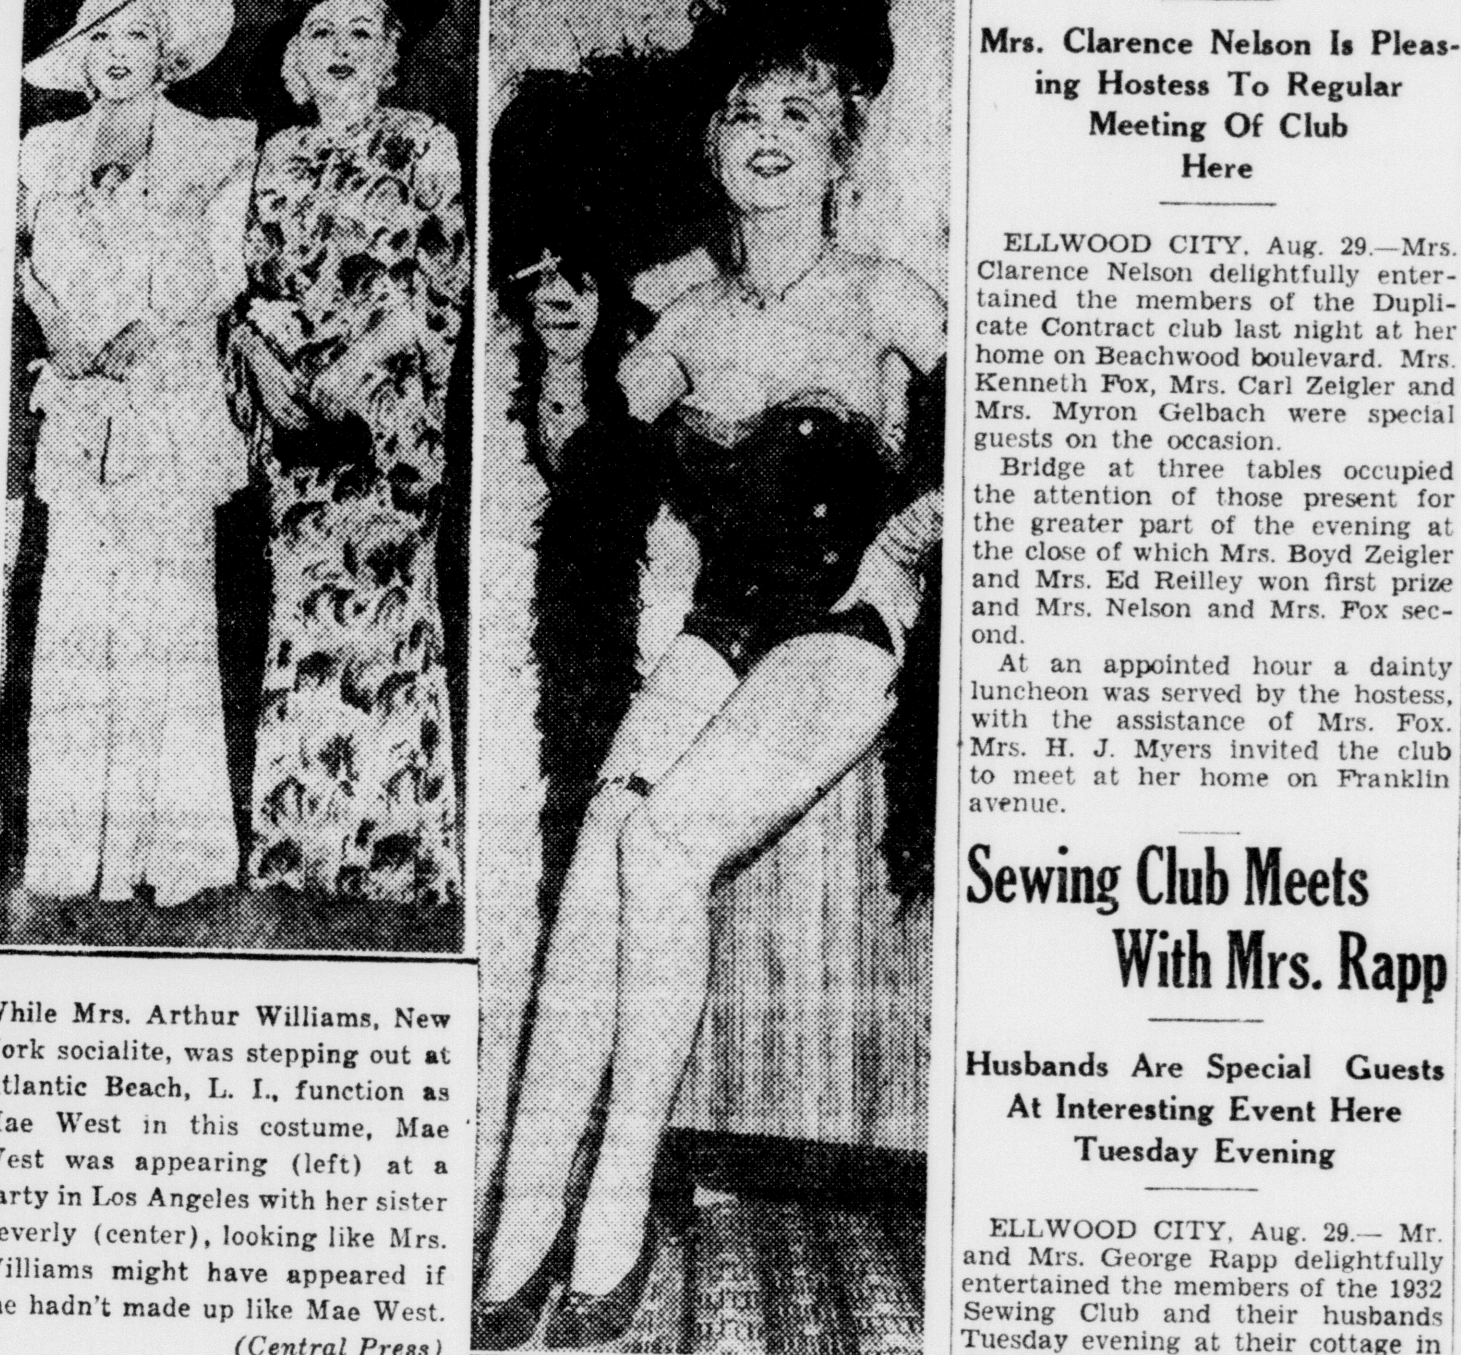 While Mrs. Arthur Williams, New
York socialite, was stepping out at
Atlantic Beach, L. I., function as
Mae West in this costume, Mae
West was appearing (left) at a
party in Los Angeles with her sister
Beverly (center), looking like Mrs.
Williams might have appeared if
she hadn't made up like Mae West.
(Central Press)
Mrs. Clarence Nelson Is Pleas-
ing Hostess To Regular
Meeting Of Club
Here
ELLWOOD CITY, Aug. 29.—Mrs.
Clarence Nelson delightfully enter-
tained the members of the Dupli-
cate Contract club last night at her
home on Beachwood boulevard. Mrs.
Kenneth Fox, Mrs. Carl Zeigler and
Mrs. Myron Gelbach were special
guests on the occasion.
Bridge at three tables occupied
the attention of those present for
the greater part of the evening at
the close of which Mrs. Boyd Zeigler
and Mrs. Ed Reilley won first prize
and Mrs. Nelson and Mrs. Fox sec-
ond.
At an appointed hour a dainty
luncheon was served by the hostess,
with the assistance of Mrs. Fox.
Mrs. H. J. Myers invited the club
to meet at her home on Franklin
avenue.
Sewing Club Meets
With Mrs. Rapp
Husbands Are Special Guests
At Interesting Event Here
Tuesday Evening
ELLWOOD CITY, Aug. 29.— Mr.
and Mrs. George Rapp delightfully
entertained the members of the 1932
Sewing Club and their husbands
Tuesday evening at their cottage in